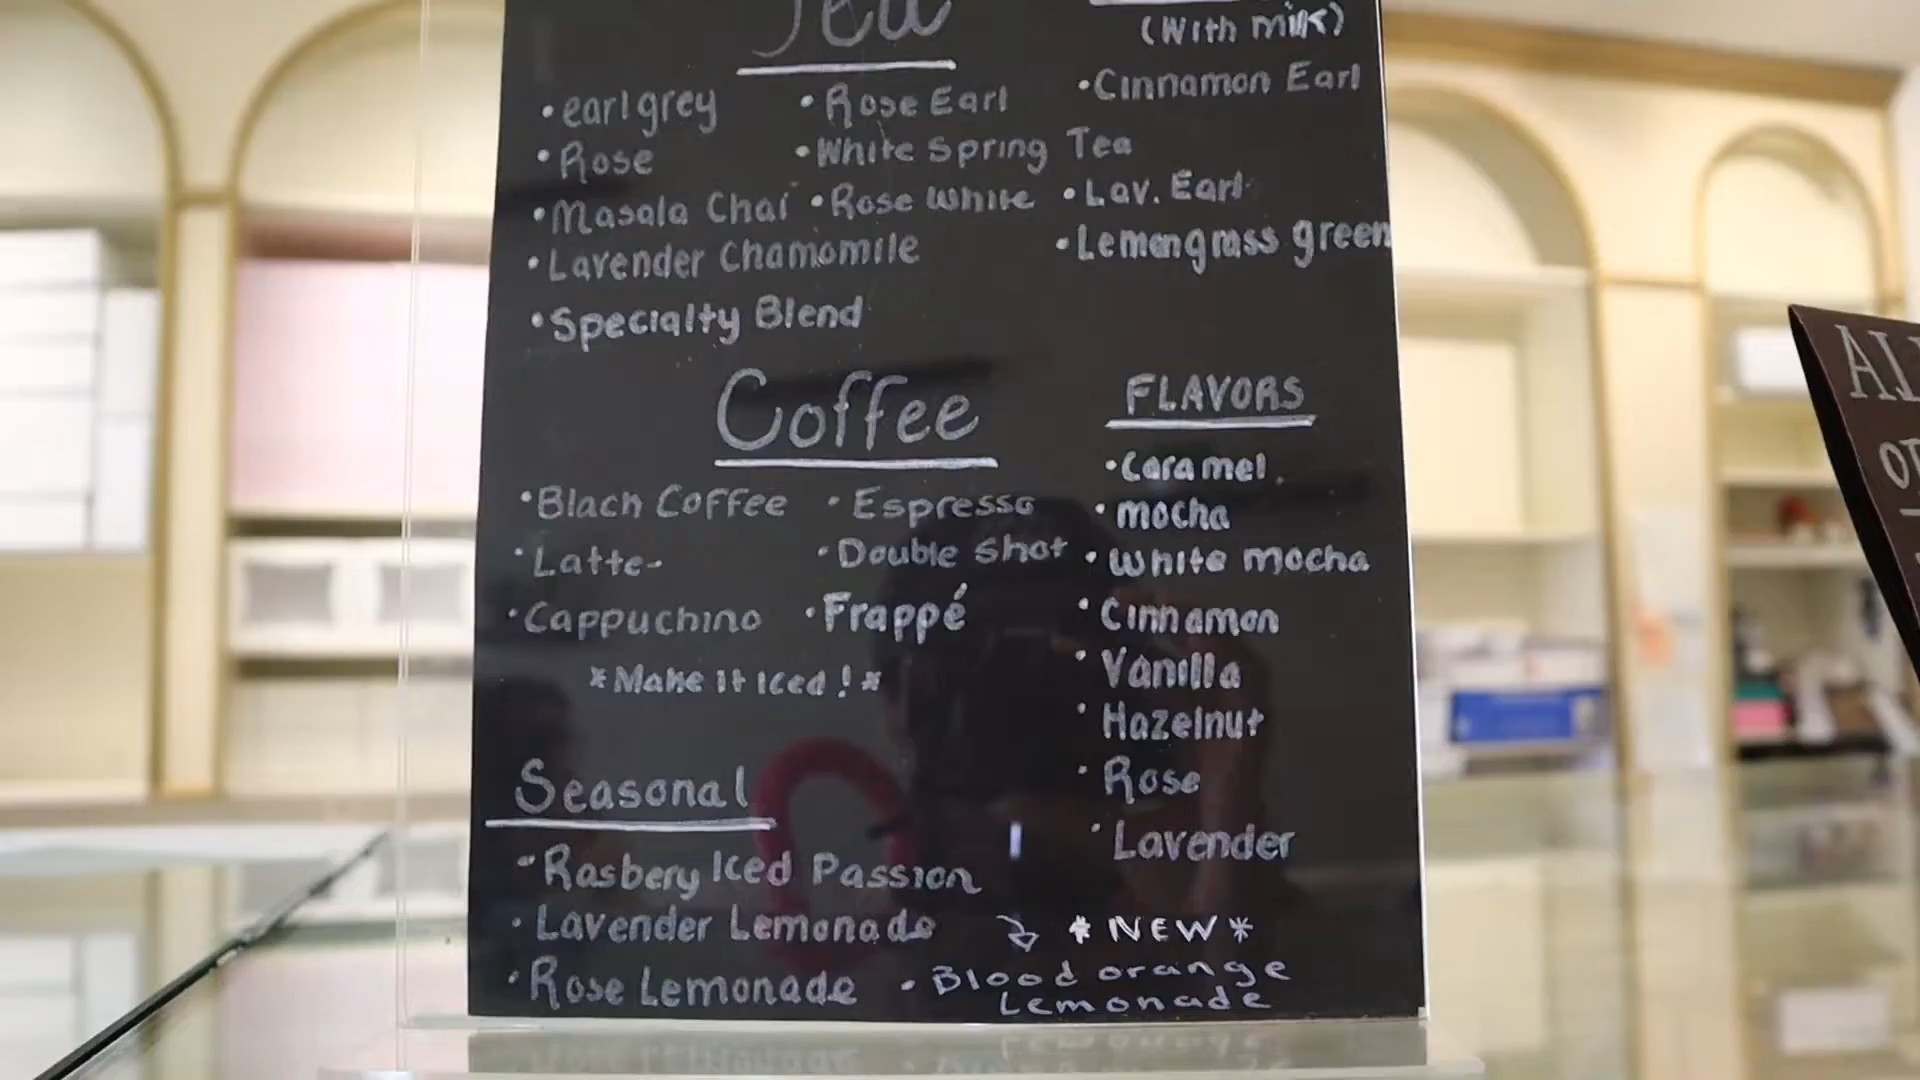 Tea
(With milk)
• earl grey
• Rose Earl
• Cinnamon Earl
• Rose
• White Spring Tea
• Masala Chai
• Rose White
• Lav. Earl
• Lavender Chamomile
• Lemongrass green
• Specialty Blend
Coffee
• Black Coffee
• Espresso
• Latte
• Double Shot
• Cappuchino
• Frappé
*Make it Iced!*
FLAVORS
• Caramel
• mocha
• White mocha
• Cinnamon
• Vanilla
• Hazelnut
• Rose
• Lavender
Seasonal
• Rasbery Iced Passion
• Lavender Lemonade
• Rose Lemonade
* NEW *
• Blood orange
Lemonade